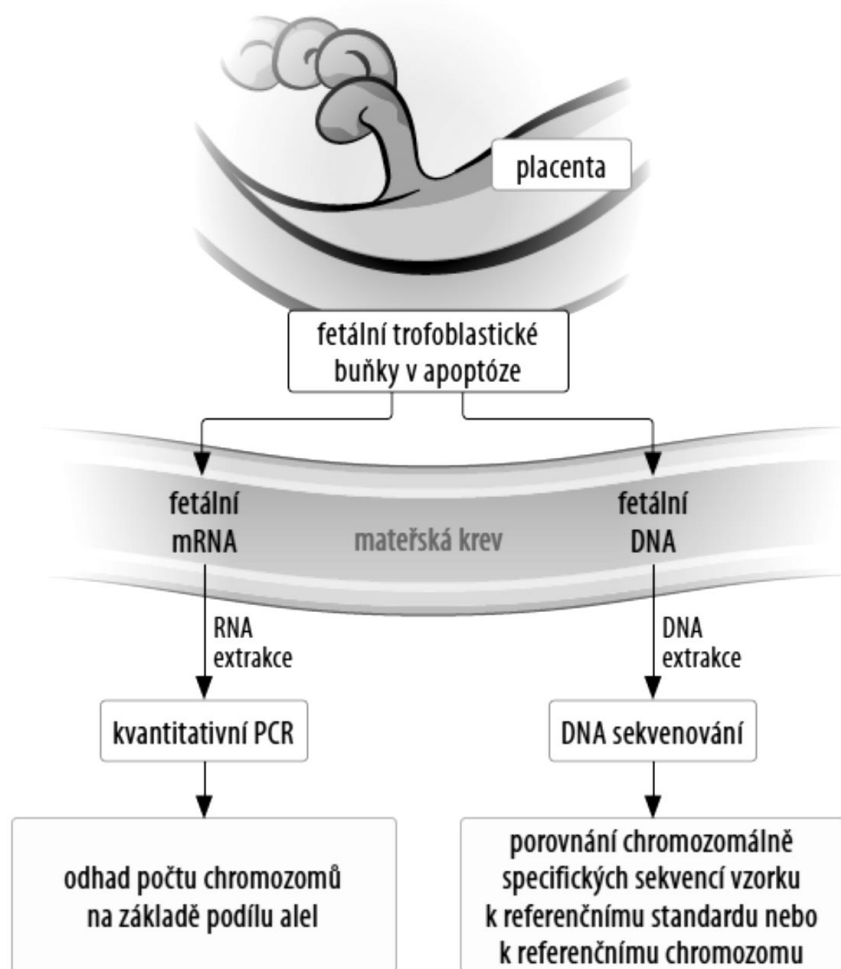 placenta
fetální trofoblastické
buňky v apoptóze
fetální
mRNA
mateřská krev
fetální
DNA
RNA
extrakce
DNA
extrakce
kvantitativní PCR
DNA sekvenování
odhad počtu chromozomů
na základě podílu alel
porovnání chromozomálně
specifických sekvencí vzorku
k referenčnímu standardu nebo
k referenčnímu chromozomu